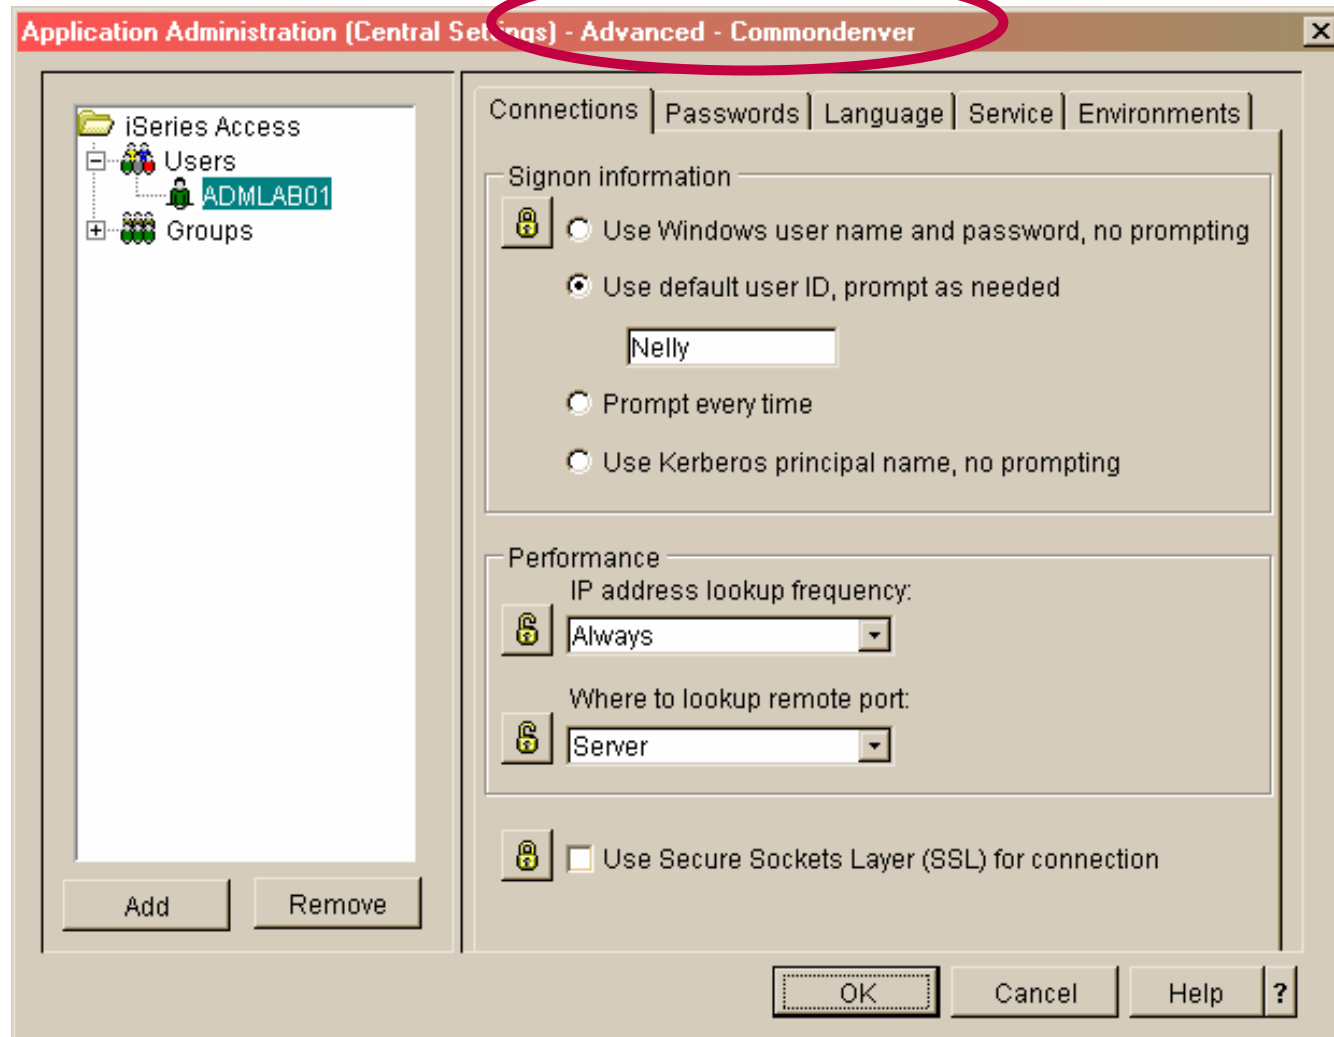 Application Administration (Central Settings) - Advanced - Commondenver
iSeries Access
Users
ADMLAB01
Groups
Add
Remove
Connections Passwords Language Service Environments
Signon information
Use Windows user name and password, no prompting
Use default user ID, prompt as needed
Nelly
Prompt every time
Use Kerberos principal name, no prompting
Performance
IP address lookup frequency:
Always
Where to lookup remote port:
Server
Use Secure Sockets Layer (SSL) for connection
OK Cancel Help ?